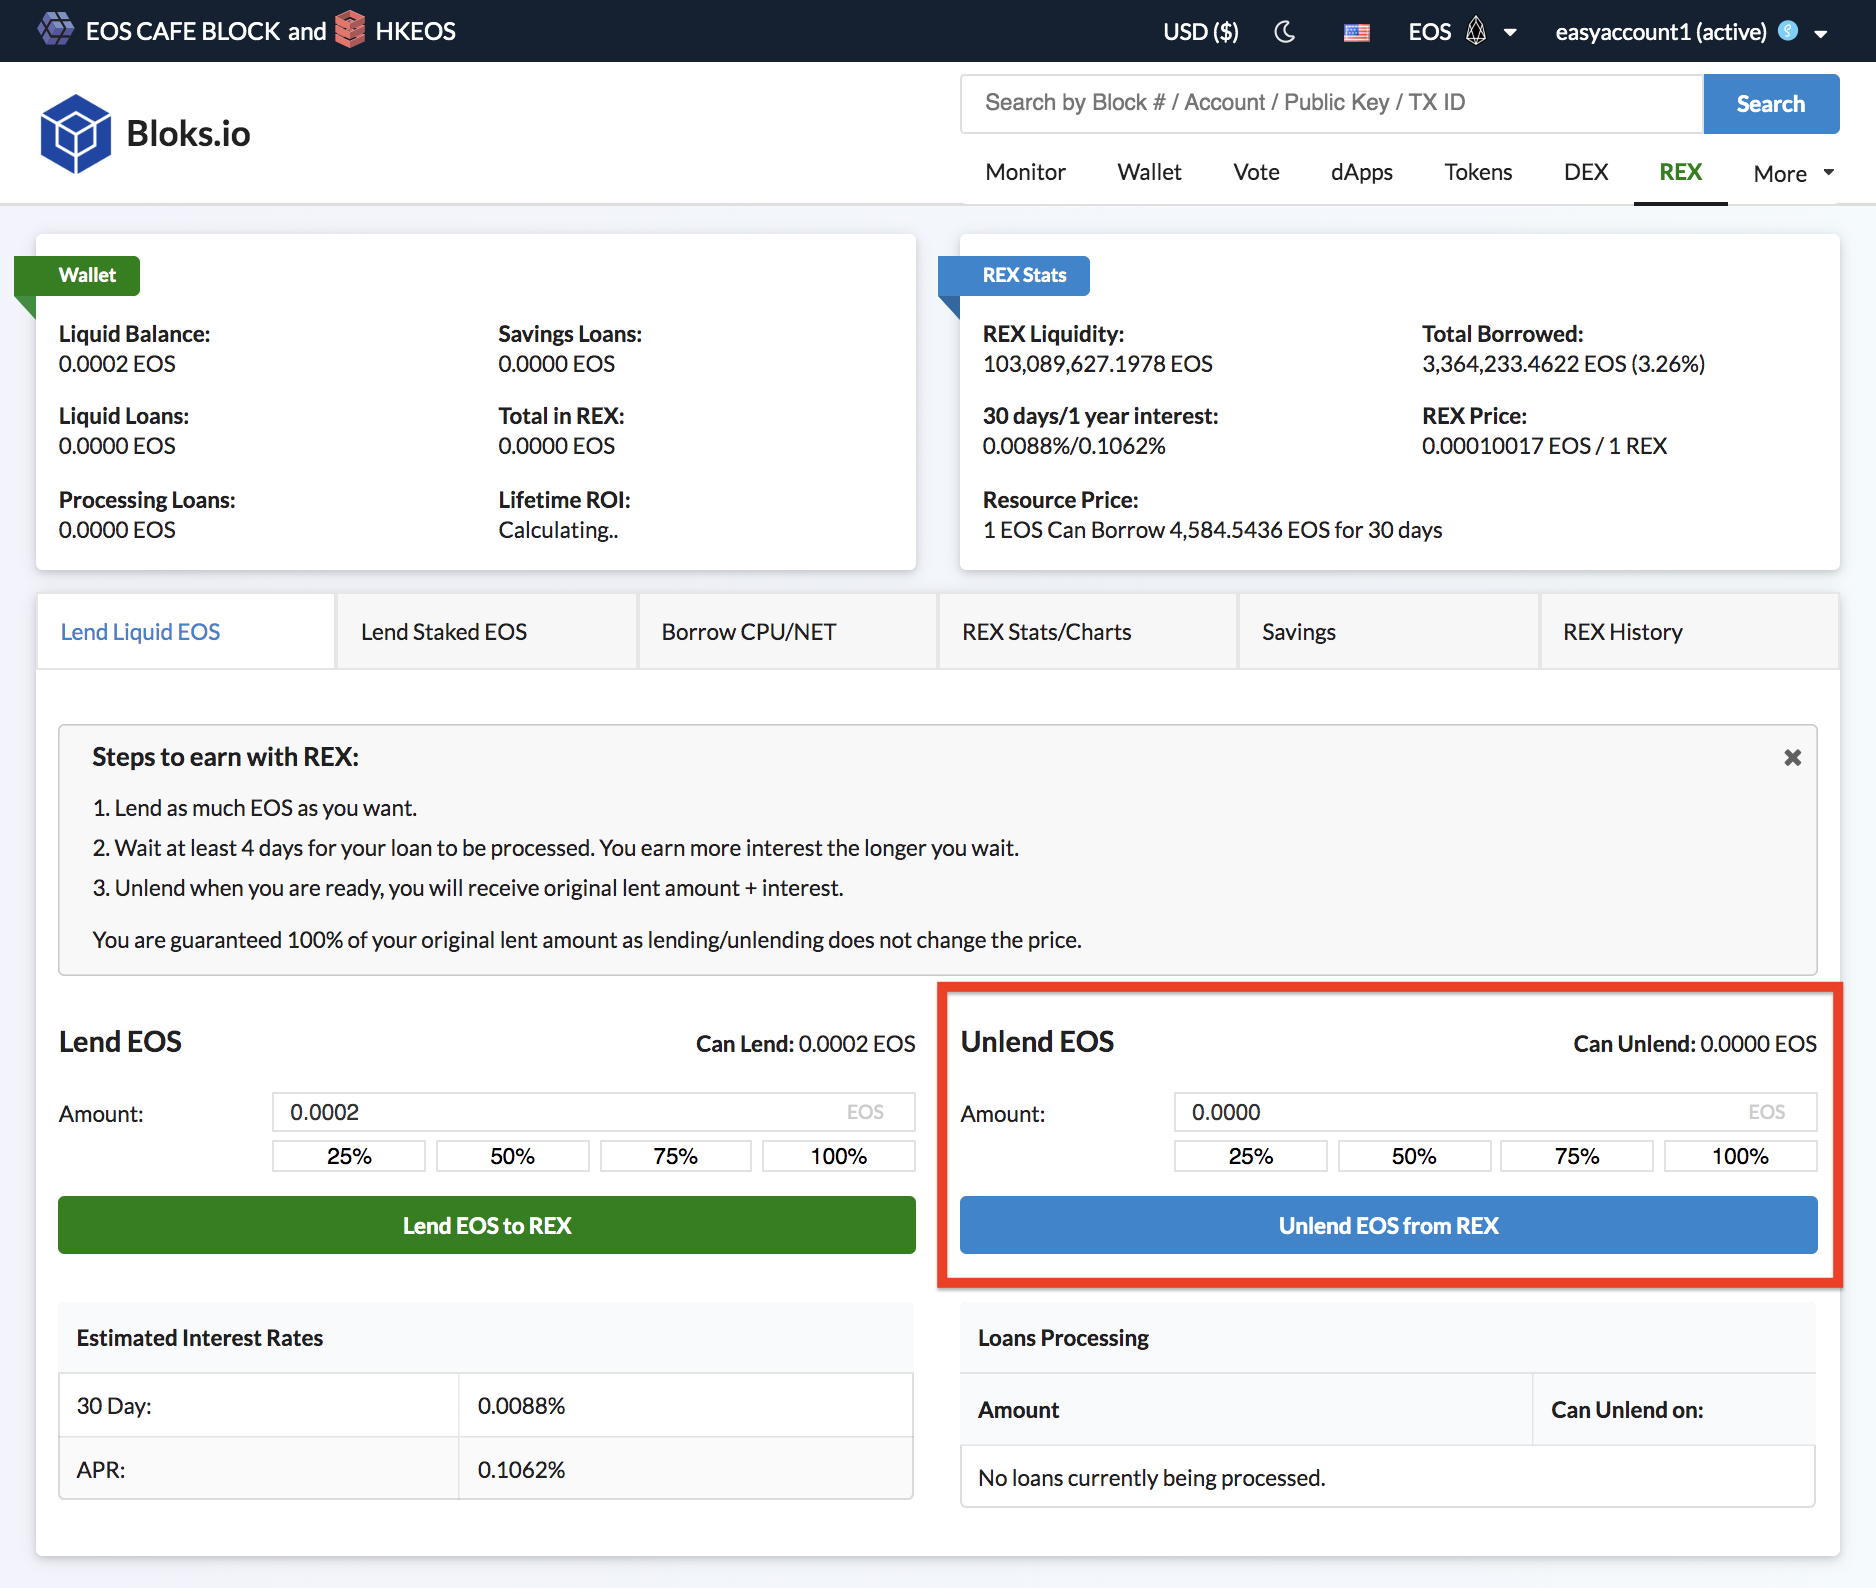 EOS CAFE BLOCK and HKEOS
USD ($)
EOS
easyaccount1 (active)
Bloks.io
Search by Block # / Account / Public Key / TX ID
Search
Monitor
Wallet
Vote
dApps
Tokens
DEX
REX
More
Wallet
Liquid Balance:
0.0002 EOS
Savings Loans:
0.0000 EOS
Liquid Loans:
0.0000 EOS
Total in REX:
0.0000 EOS
Processing Loans:
0.0000 EOS
Lifetime ROI:
Calculating..
REX Stats
REX Liquidity:
103,089,627.1978 EOS
Total Borrowed:
3,364,233.4622 EOS (3.26%)
30 days/1 year interest:
0.0088%/0.1062%
REX Price:
0.00010017 EOS / 1 REX
Resource Price:
1 EOS Can Borrow 4,584.5436 EOS for 30 days
Lend Liquid EOS
Lend Staked EOS
Borrow CPU/NET
REX Stats/Charts
Savings
REX History
Steps to earn with REX:
1. Lend as much EOS as you want.
2. Wait at least 4 days for your loan to be processed. You earn more interest the longer you wait.
3. Unlend when you are ready, you will receive original lent amount + interest.
You are guaranteed 100% of your original lent amount as lending/unlending does not change the price.
Lend EOS
Can Lend: 0.0002 EOS
Amount:
0.0002
EOS
25%
50%
75%
100%
Lend EOS to REX
Unlend EOS
Can Unlend: 0.0000 EOS
Amount:
0.0000
EOS
25%
50%
75%
100%
Unlend EOS from REX
Estimated Interest Rates
30 Day:
0.0088%
APR:
0.1062%
Loans Processing
Amount
Can Unlend on:
No loans currently being processed.